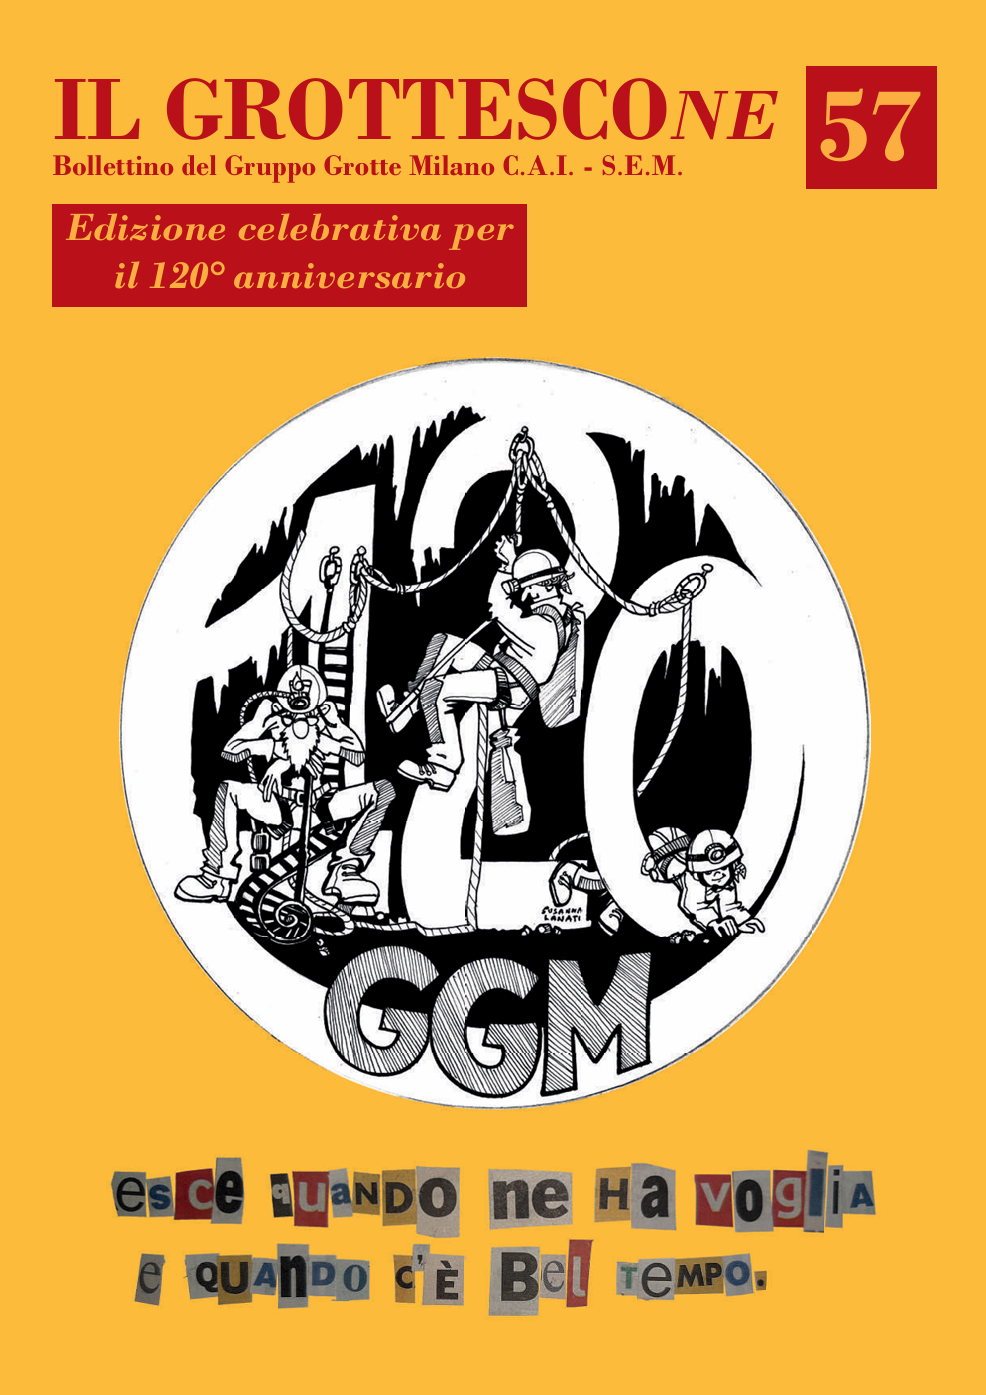 IL GROTTESCONE
57
Bollettino del Gruppo Grotte Milano C.A.I. - S.E.M.
Edizione celebrativa per
il 120° anniversario
120
SUSANNA
LANATI
GGM
esce quando ne Ha voglia
e QUAnDo c'È Bel TeMPO.